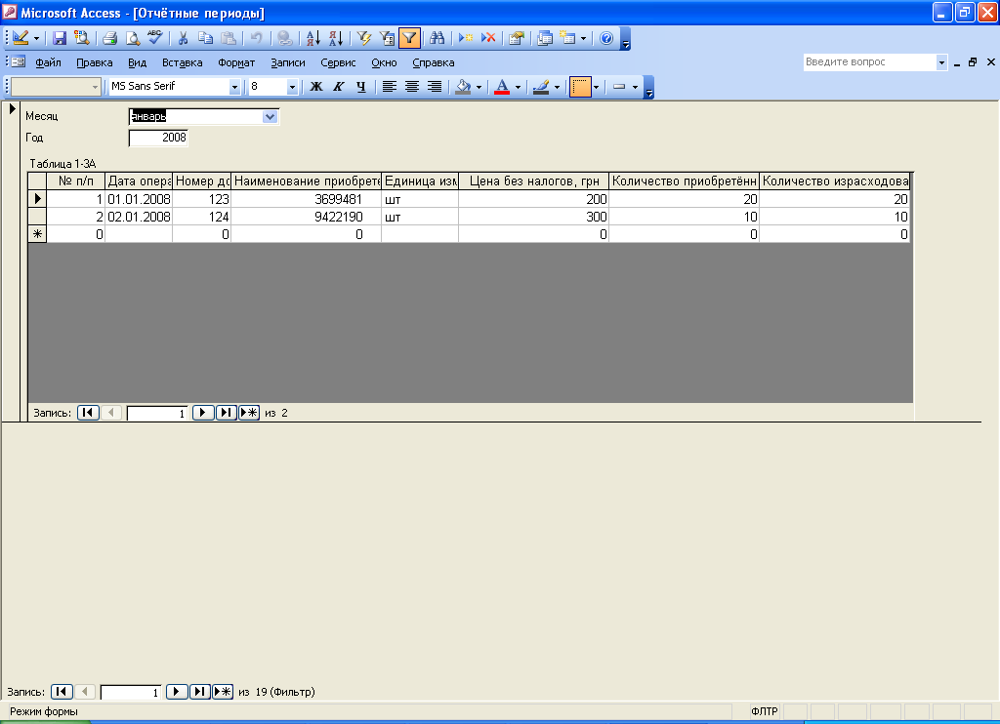 Microsoft Access - [Отчётные периоды]
ABC
А Я
Я А
Файл Правка Вид Вставка Формат Записи Сервис Окно Справка
Введите вопрос
MS Sans Serif 8 Ж К Ч А
Месяц январь
Год 2008
Таблица 1-3А
№ п/п Дата опера Номер до Наименование приобрете Единица изм Цена без налогов, грн Количество приобретённ Количество израсходова
1 01.01.2008 123 3699481 шт 200 20 20
2 02.01.2008 124 9422190 шт 300 10 10
0 0 0 0 0 0
Запись: 1 из 2
Запись: 1 из 19 (Фильтр)
Режим формы ФЛТР